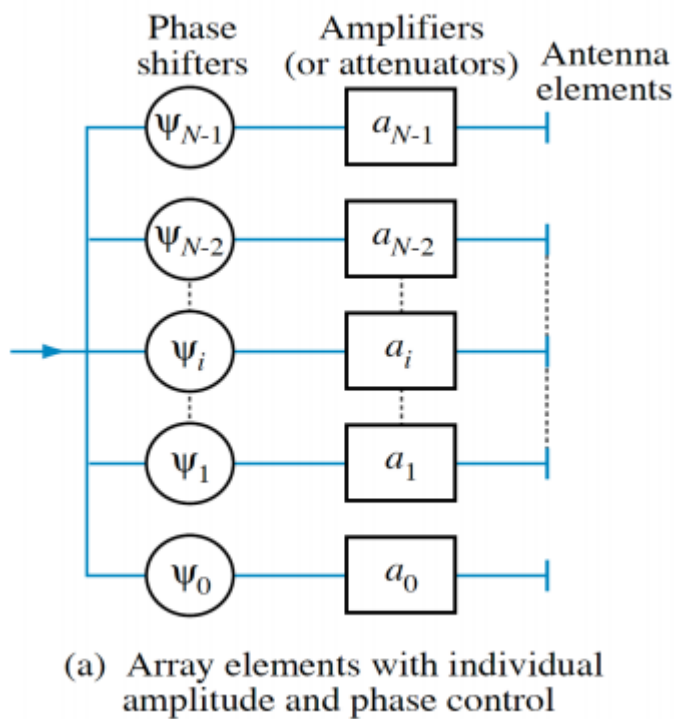 Phase
shifters
Amplifiers
(or attenuators)
Antenna
elements
ψN-1
aN-1
ψN-2
aN-2
ψi
ai
ψ1
a1
ψ0
a0
(a) Array elements with individual
amplitude and phase control